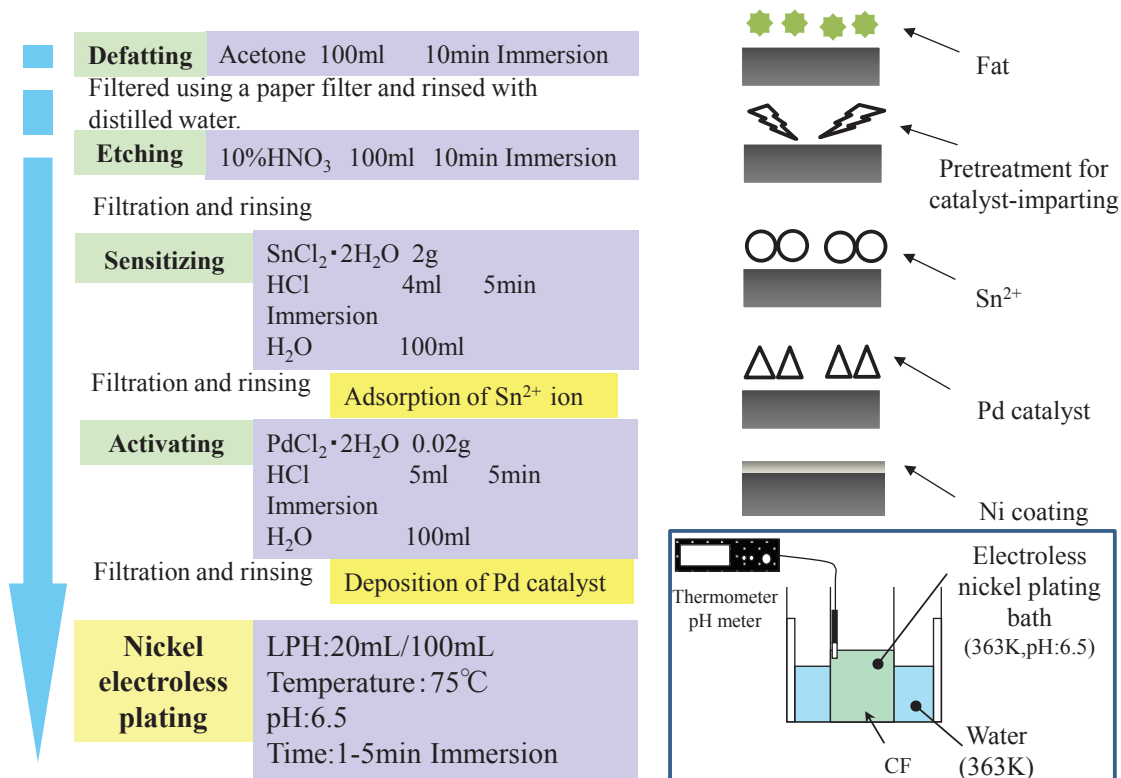 Defatting
Acetone 100ml 10min Immersion
Filtered using a paper filter and rinsed with
distilled water.
Etching
10%HNO₃ 100ml 10min Immersion
Filtration and rinsing
Sensitizing
SnCl₂・2H₂O 2g
HCl 4ml 5min
Immersion
H₂O 100ml
Filtration and rinsing
Adsorption of Sn²⁺ ion
Activating
PdCl₂・2H₂O 0.02g
HCl 5ml 5min
Immersion
H₂O 100ml
Filtration and rinsing
Deposition of Pd catalyst
Nickel
electroless
plating
LPH:20mL/100mL
Temperature:75℃
pH:6.5
Time:1-5min Immersion
Fat
Pretreatment for
catalyst-imparting
Sn²⁺
Pd catalyst
Ni coating
Thermometer
pH meter
Electroless
nickel plating
bath
(363K,pH:6.5)
Water
(363K)
CF